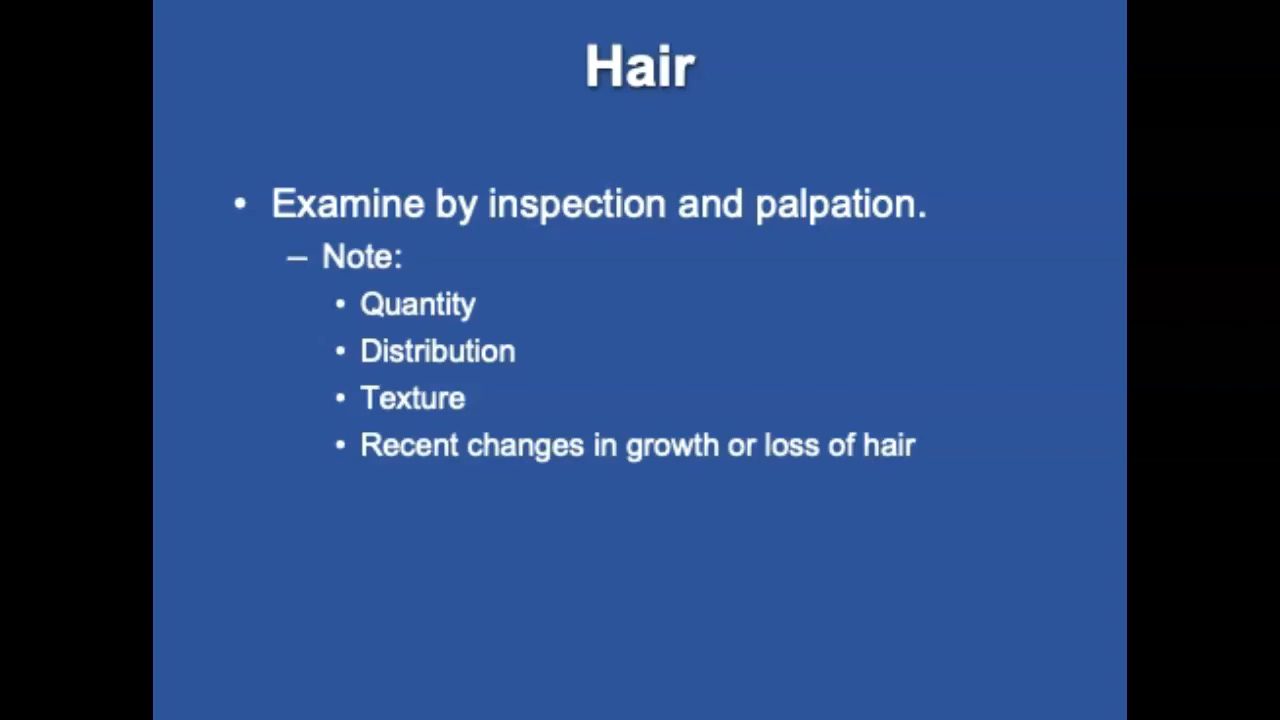 Hair
• Examine by inspection and palpation.
– Note:
• Quantity
• Distribution
• Texture
• Recent changes in growth or loss of hair